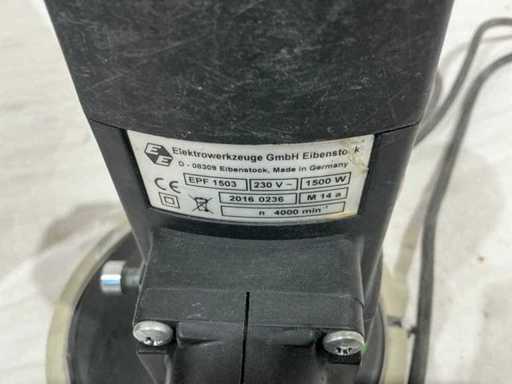 Elektrowerkzeuge GmbH Eibenstock
D - 08309 Eibenstock, Made in Germany
EPF 1503 230 V ~ 1500 W
2016 0236 M 14 a
n 4000 min⁻¹